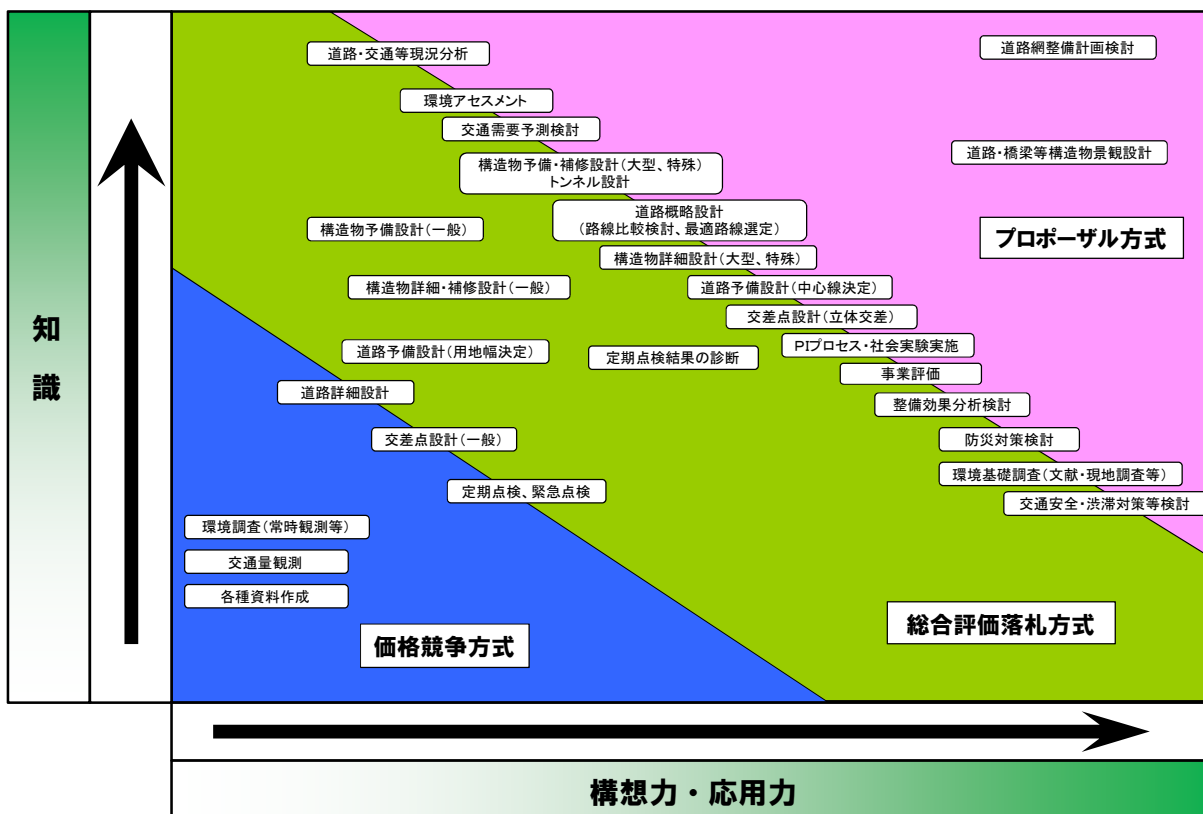 知
識
道路・交通等現況分析
道路網整備計画検討
環境アセスメント
交通需要予測検討
道路・橋梁等構造物景観設計
構造物予備・補修設計(大型、特殊)
トンネル設計
道路概略設計
(路線比較検討、最適路線選定)
構造物予備設計(一般)
プロポーザル方式
構造物詳細設計(大型、特殊)
構造物詳細・補修設計(一般)
道路予備設計(中心線決定)
交差点設計(立体交差)
道路予備設計(用地幅決定)
定期点検結果の診断
PIプロセス・社会実験実施
事業評価
道路詳細設計
整備効果分析検討
交差点設計(一般)
防災対策検討
環境基礎調査(文献・現地調査等)
定期点検、緊急点検
交通安全・渋滞対策等検討
環境調査(常時観測等)
交通量観測
各種資料作成
総合評価落札方式
価格競争方式
構想力・応用力